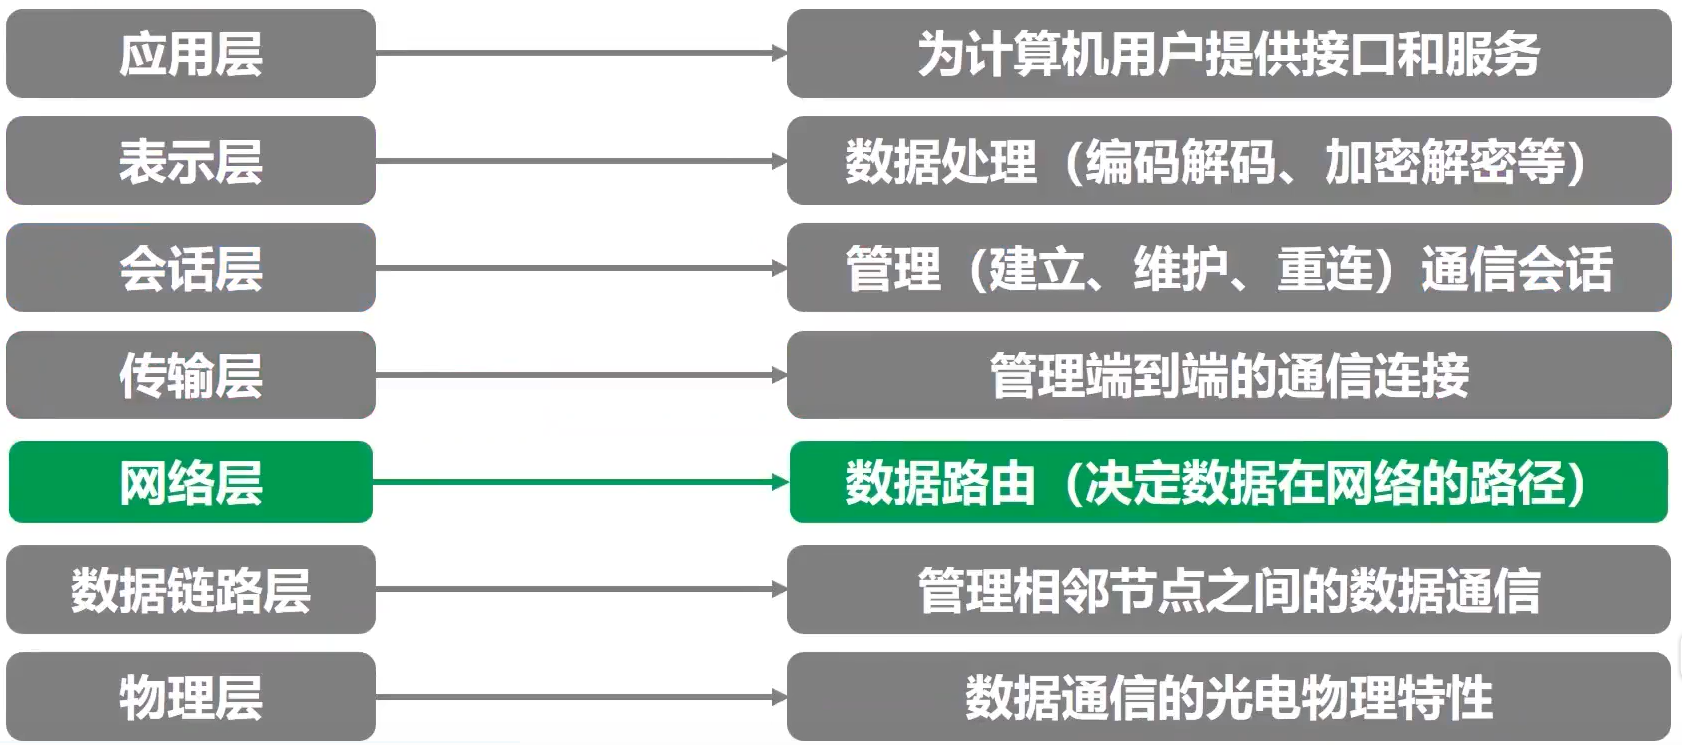 应用层
为计算机用户提供接口和服务
表示层
数据处理（编码解码、加密解密等）
会话层
管理（建立、维护、重连）通信会话
传输层
管理端到端的通信连接
网络层
数据路由（决定数据在网络的路径）
数据链路层
管理相邻节点之间的数据通信
物理层
数据通信的光电物理特性